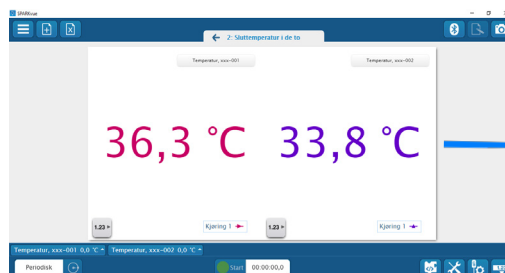 SPARKvue
2: Sluttemperatur i de to
Temperatur, xxx-001
Temperatur, xxx-002
36,3 °C
33,8 °C
1.23
Kjøring 1
1.23
Kjøring 1
Temperatur, xxx-001 0,0 °C
Temperatur, xxx-002 0,0 °C
Periodisk
Start
00:00:00,0